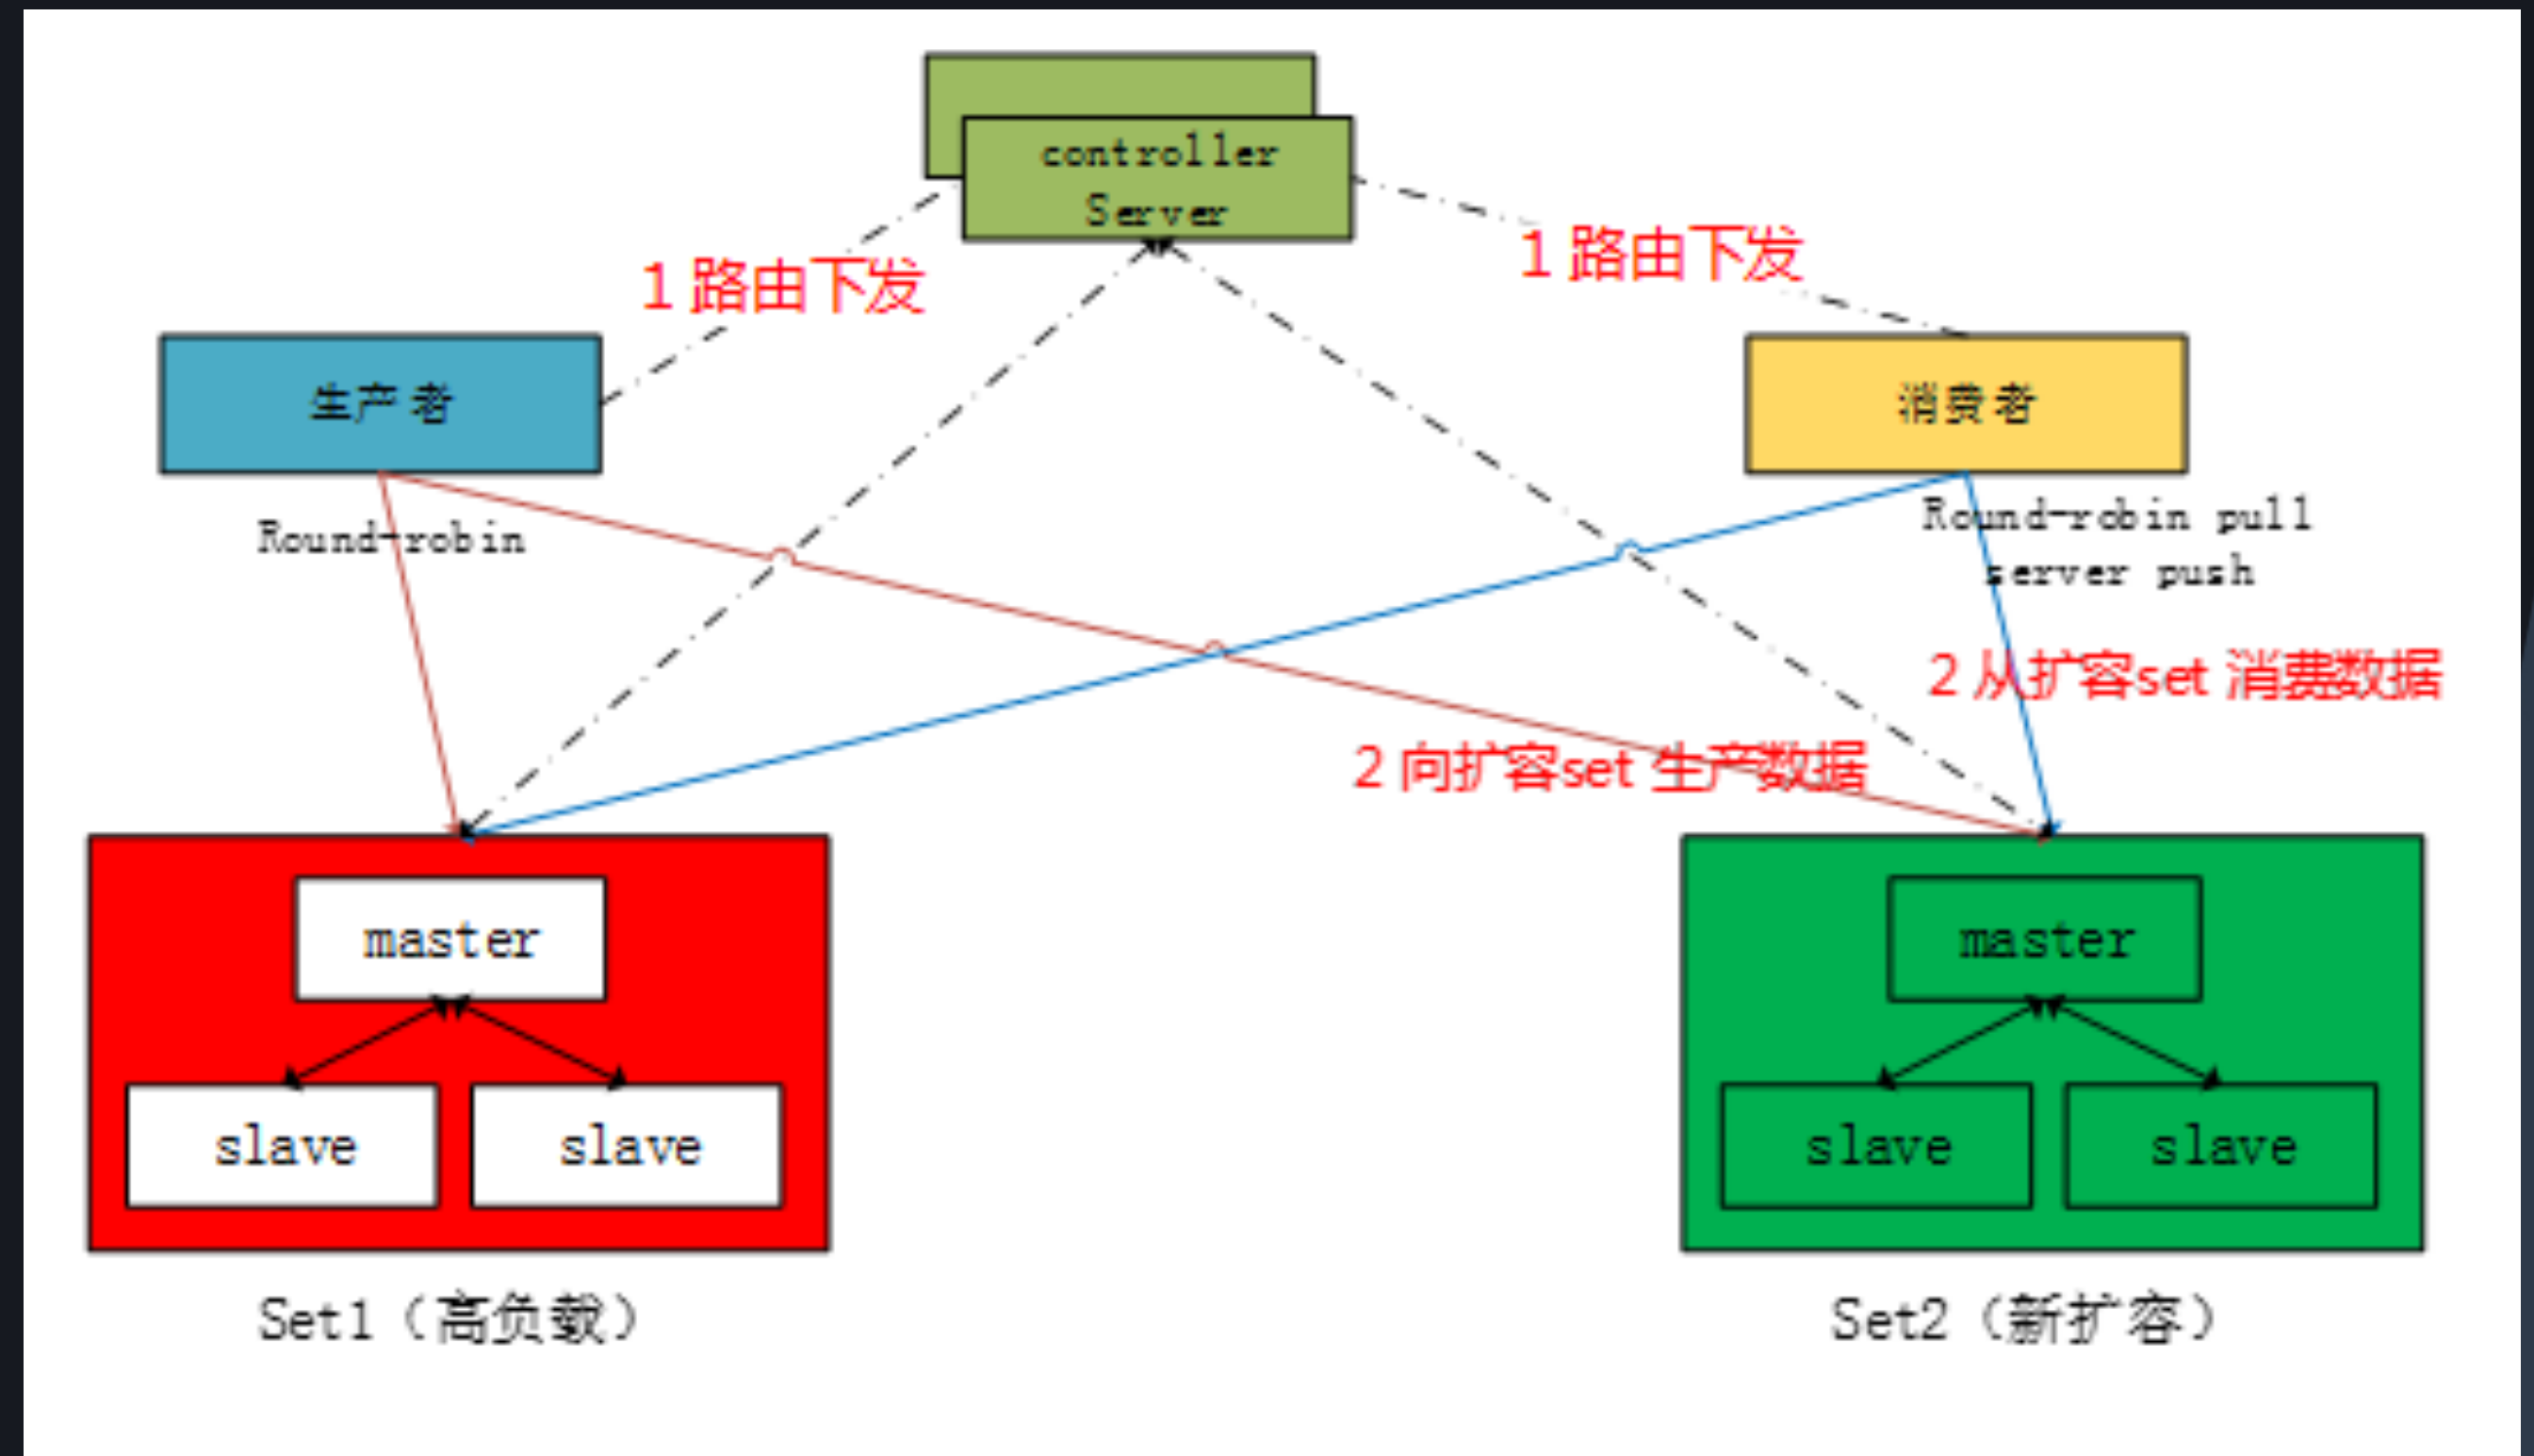 controller
Server
1 路由下发
1 路由下发
生产者
消费者
Round-robin
Round-robin pull
server push
2 从扩容set 消费数据
2 向扩容set 生产数据
master
slave
slave
master
slave
slave
Set1（高负载）
Set2（新扩容）